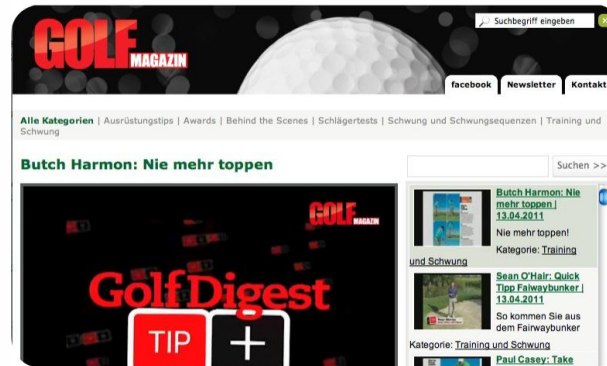 GOLF
MAGAZIN
Suchbegriff eingeben
facebook
Newsletter
Kontakt
Alle Kategorien | Ausrüstungstips | Awards | Behind the Scenes | Schlägertests | Schwung und Schwungsequenzen | Training und
Schwung
Butch Harmon: Nie mehr toppen
Suchen >>
GOLF
MAGAZIN
Golf Digest
TIP +
Butch Harmon: Nie
mehr toppen |
13.04.2011
Nie mehr toppen!
Kategorie: Training
und Schwung
Sean O'Hair: Quick
Tipp Faiwaybunker |
13.04.2011
So kommen Sie aus
dem Fairwaybunker
Kategorie: Training und Schwung
Paul Casey: Take